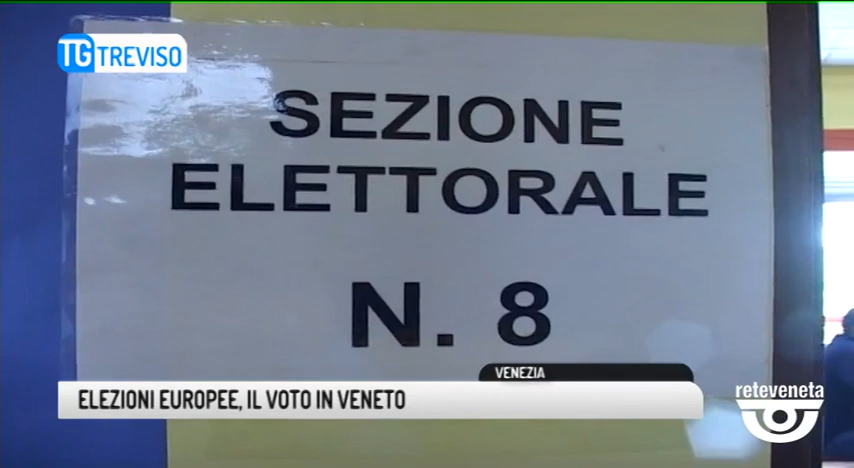 TG TREVISO
SEZIONE
ELETTORALE
N. 8
VENEZIA
ELEZIONI EUROPEE, IL VOTO IN VENETO
reteveneta